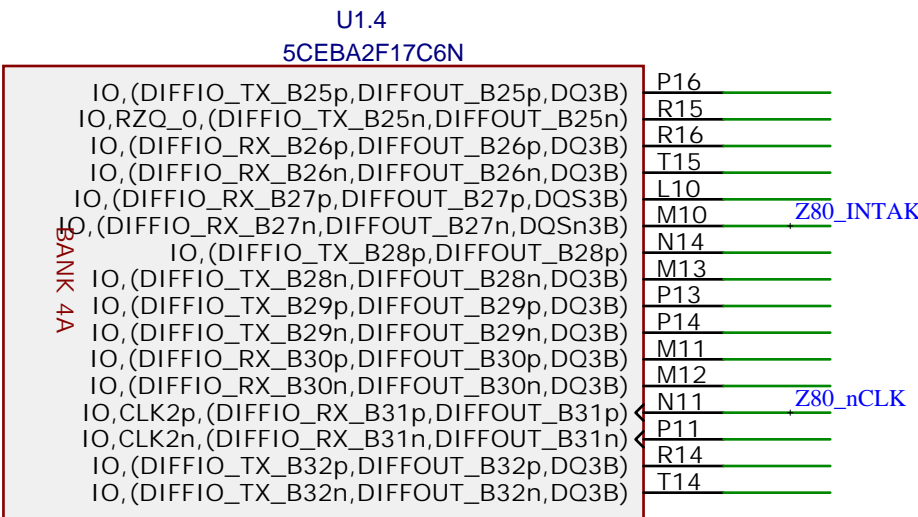 U1.4
5CEBA2F17C6N
IO,(DIFFIO_TX_B25p,DIFFOUT_B25p,DQ3B) P16
IO,RZQ_0,(DIFFIO_TX_B25n,DIFFOUT_B25n) R15
IO,(DIFFIO_RX_B26p,DIFFOUT_B26p,DQ3B) R16
IO,(DIFFIO_RX_B26n,DIFFOUT_B26n,DQ3B) T15
IO,(DIFFIO_RX_B27p,DIFFOUT_B27p,DQS3B) L10
IO,(DIFFIO_RX_B27n,DIFFOUT_B27n,DQSn3B) M10 Z80_INTAK
IO,(DIFFIO_TX_B28p,DIFFOUT_B28p) N14
IO,(DIFFIO_TX_B28n,DIFFOUT_B28n,DQ3B) M13
IO,(DIFFIO_TX_B29p,DIFFOUT_B29p,DQ3B) P13
IO,(DIFFIO_TX_B29n,DIFFOUT_B29n,DQ3B) P14
IO,(DIFFIO_RX_B30p,DIFFOUT_B30p,DQ3B) M11
IO,(DIFFIO_RX_B30n,DIFFOUT_B30n,DQ3B) M12
IO,CLK2p,(DIFFIO_RX_B31p,DIFFOUT_B31p) N11 Z80_nCLK
IO,CLK2n,(DIFFIO_RX_B31n,DIFFOUT_B31n) P11
IO,(DIFFIO_TX_B32p,DIFFOUT_B32p,DQ3B) R14
IO,(DIFFIO_TX_B32n,DIFFOUT_B32n,DQ3B) T14
BANK 4A